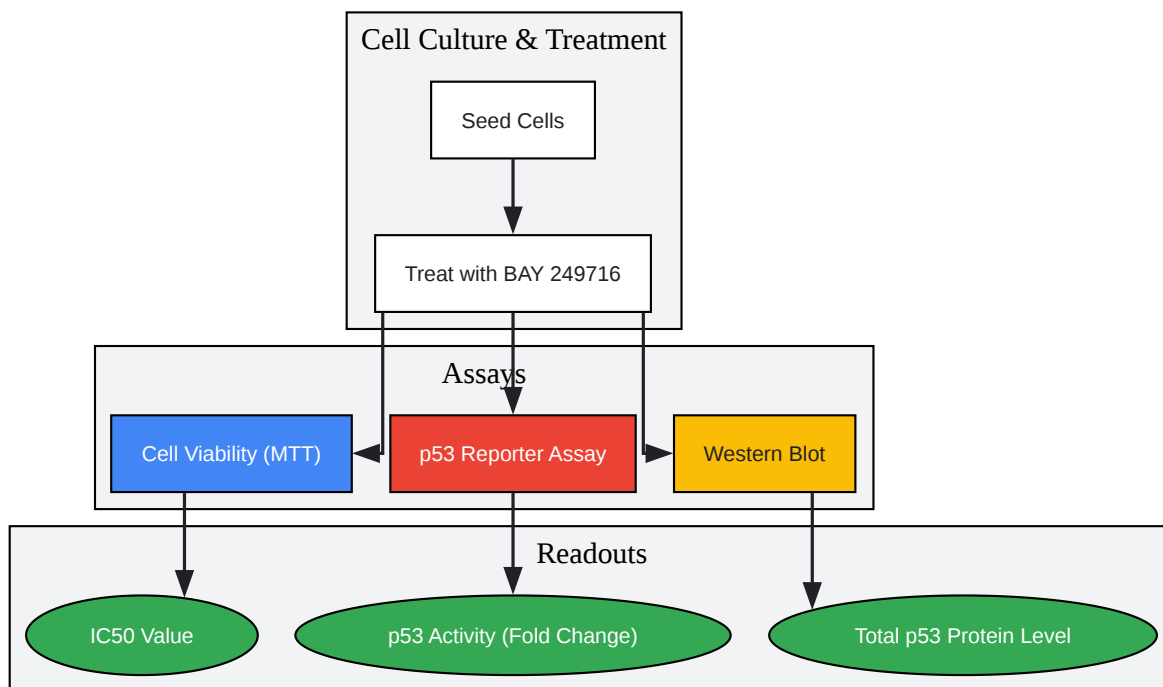 Cell Culture & Treatment
Seed Cells
Treat with BAY 249716
Assays
Cell Viability (MTT)
p53 Reporter Assay
Western Blot
Readouts
IC50 Value
p53 Activity (Fold Change)
Total p53 Protein Level